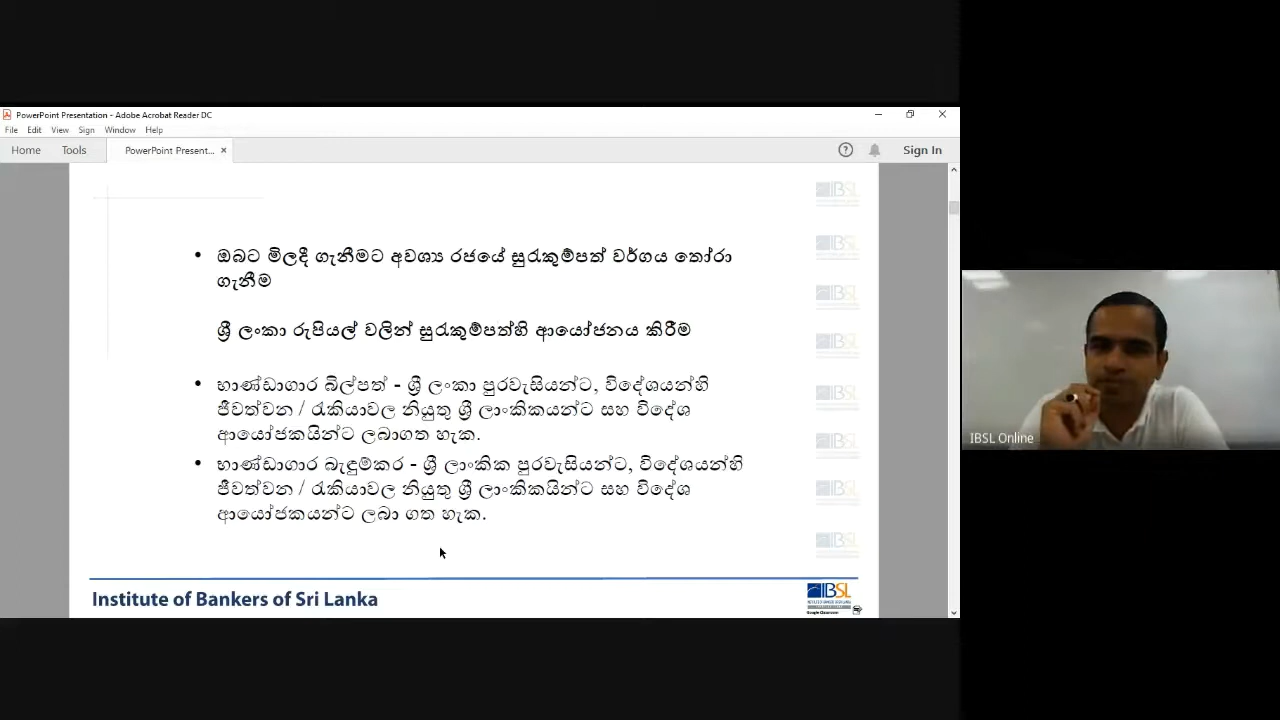 PowerPoint Presentation - Adobe Acrobat Reader DC
File Edit View Sign Window Help
Home Tools PowerPoint Present... × Sign In
• ඔබට මිලදී ගැනීමට අවශ්‍ය රජයේ සුරැකුම්පත් වර්ගය තෝරා
ගැනීම
ශ්‍රී ලංකා රුපියල් වලින් සුරැකුම්පත්හි ආයෝජනය කිරීම
• භාණ්ඩාගාර බිල්පත් - ශ්‍රී ලංකා පුරවැසියන්ට, විදේශයන්හි
ජීවත්වන / රැකියාවල නියුතු ශ්‍රී ලාංකිකයන්ට සහ විදේශ
ආයෝජකයින්ට ලබාගත හැක.
• භාණ්ඩාගාර බැඳුම්කර - ශ්‍රී ලාංකික පුරවැසියන්ට, විදේශයන්හි
ජීවත්වන / රැකියාවල නියුතු ශ්‍රී ලාංකිකයින්ට සහ විදේශ
ආයෝජකයන්ට ලබා ගත හැක.
Institute of Bankers of Sri Lanka
IBSL
IBSL Online